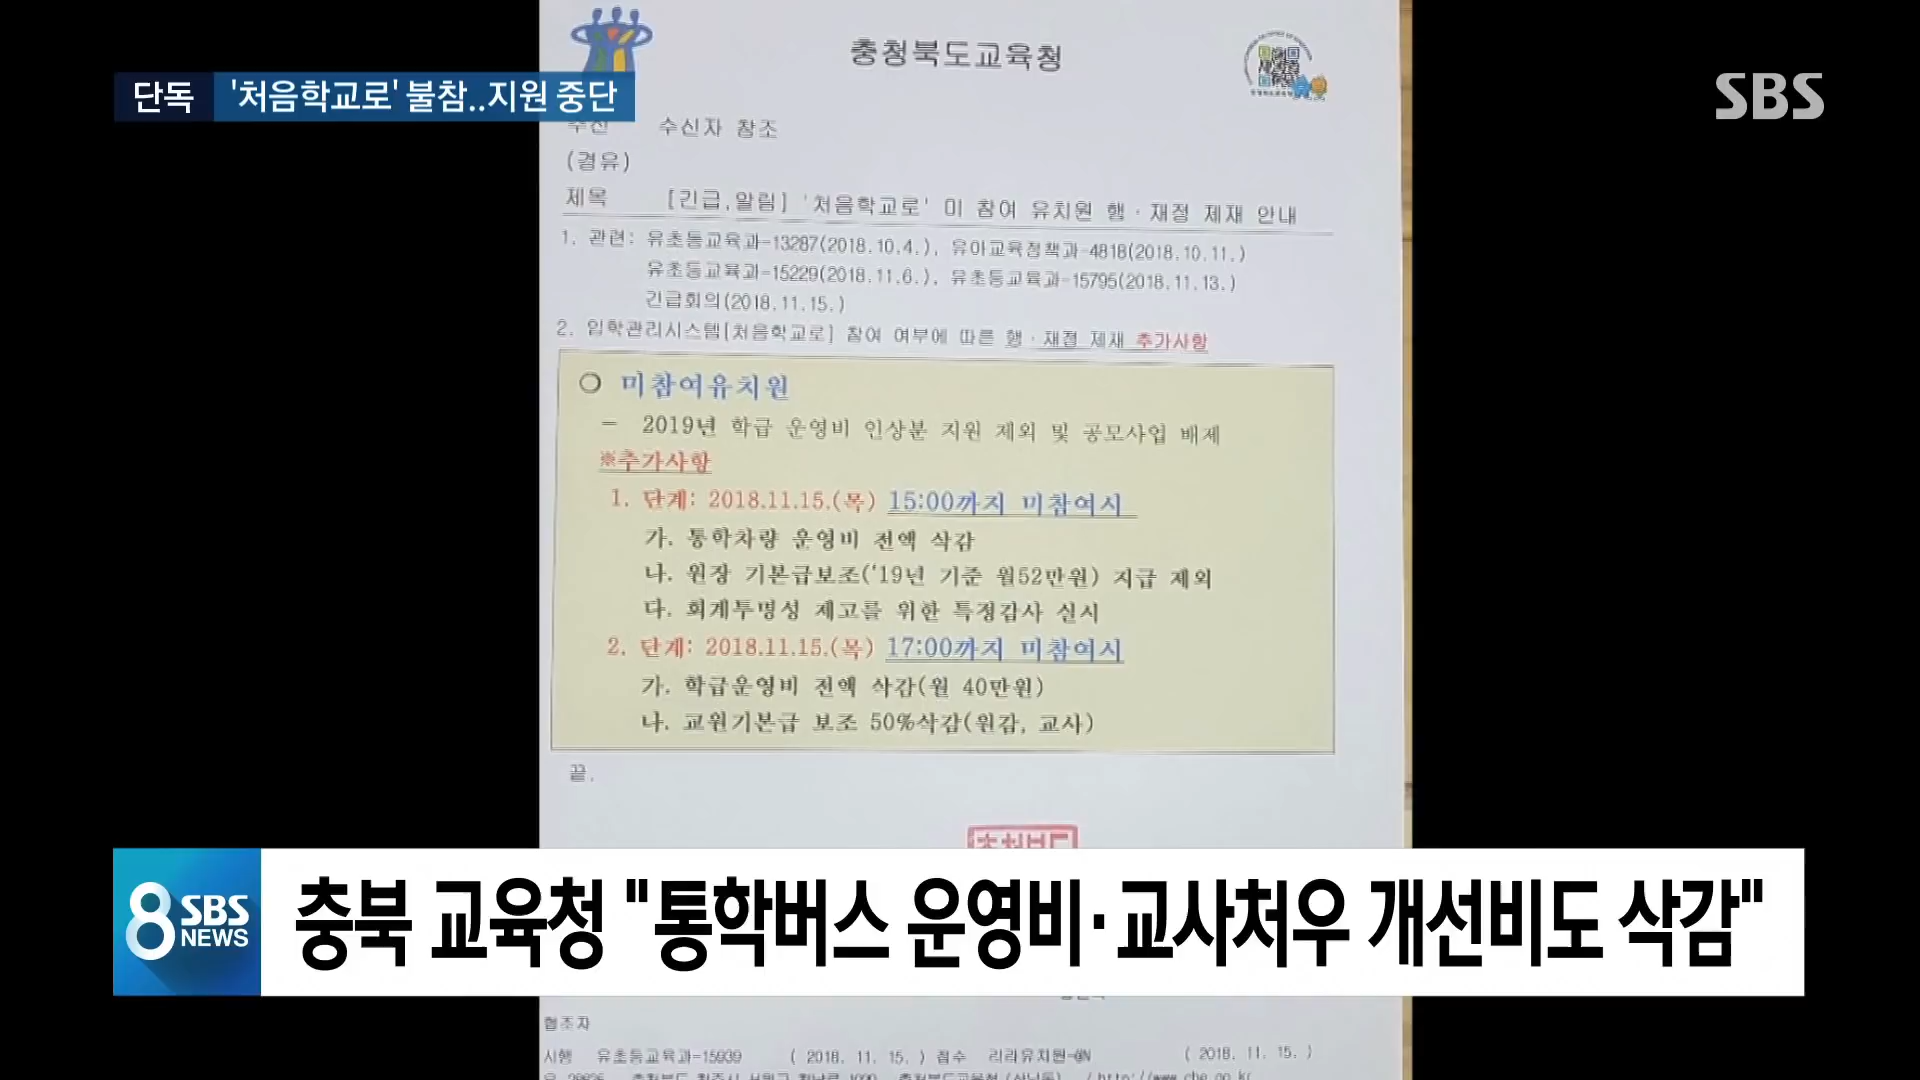 충청북도교육청
단독 '처음학교로' 불참..지원 중단
SBS
수신 수신자 참조
(경유)
제목 [긴급,알림] '처음학교로' 미 참여 유치원 행·재정 제재 안내
1. 관련: 유초등교육과-13287(2018.10.4.), 유아교육정책과-4818(2018.10.11.)
유초등교육과-15229(2018.11.6.), 유초등교육과-15795(2018.11.13.)
긴급회의(2018.11.15.)
2. 입학관리시스템[처음학교로] 참여 여부에 따른 행·재정 제재 추가사항
○ 미참여유치원
- 2019년 학급 운영비 인상분 지원 제외 및 공모사업 배제
※추가사항
1. 단계: 2018.11.15.(목) 15:00까지 미참여시
가. 통학차량 운영비 전액 삭감
나. 원장 기본급보조('19년 기준 월52만원) 지급 제외
다. 회계투명성 제고를 위한 특정감사 실시
2. 단계: 2018.11.15.(목) 17:00까지 미참여시
가. 학급운영비 전액 삭감(월 40만원)
나. 교원기본급 보조 50%삭감(원감, 교사)
끝.
8 SBS NEWS
충북 교육청 "통학버스 운영비·교사처우 개선비도 삭감"
협조자
시행 유초등교육과-15939 ( 2018. 11. 15. ) 접수 리라유치원- ( 2018. 11. 15. )